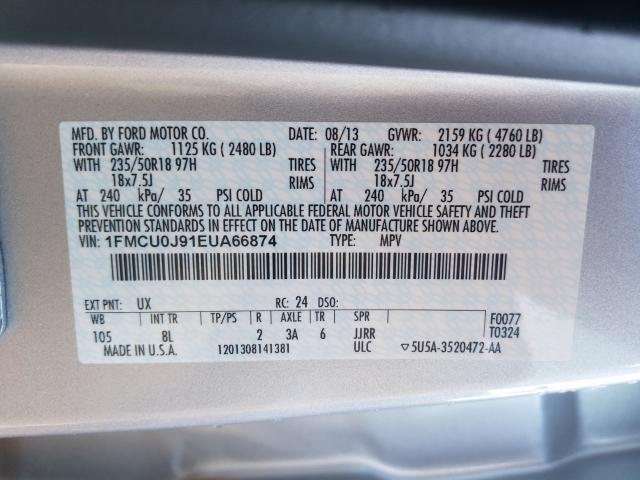 MFD. BY FORD MOTOR CO. DATE: 08/13 GVWR: 2159 KG ( 4760 LB)
FRONT GAWR: 1125 KG ( 2480 LB) REAR GAWR: 1034 KG ( 2280 LB)
WITH 235/50R18 97H TIRES WITH 235/50R18 97H TIRES
18x7.5J RIMS 18x7.5J RIMS
AT 240 kPa/ 35 PSI COLD AT 240 kPa/ 35 PSI COLD
THIS VEHICLE CONFORMS TO ALL APPLICABLE FEDERAL MOTOR VEHICLE SAFETY AND THEFT
PREVENTION STANDARDS IN EFFECT ON THE DATE OF MANUFACTURE SHOWN ABOVE.
VIN: 1FMCU0J91EUA66874 TYPE: MPV
EXT PNT: UX RC: 24 DSO:
WB INT TR TP/PS R AXLE TR SPR F0077
105 8L 2 3A 6 JJRR T0324
MADE IN U.S.A. 1201308141381 ULC ▽5U5A-3520472-AA